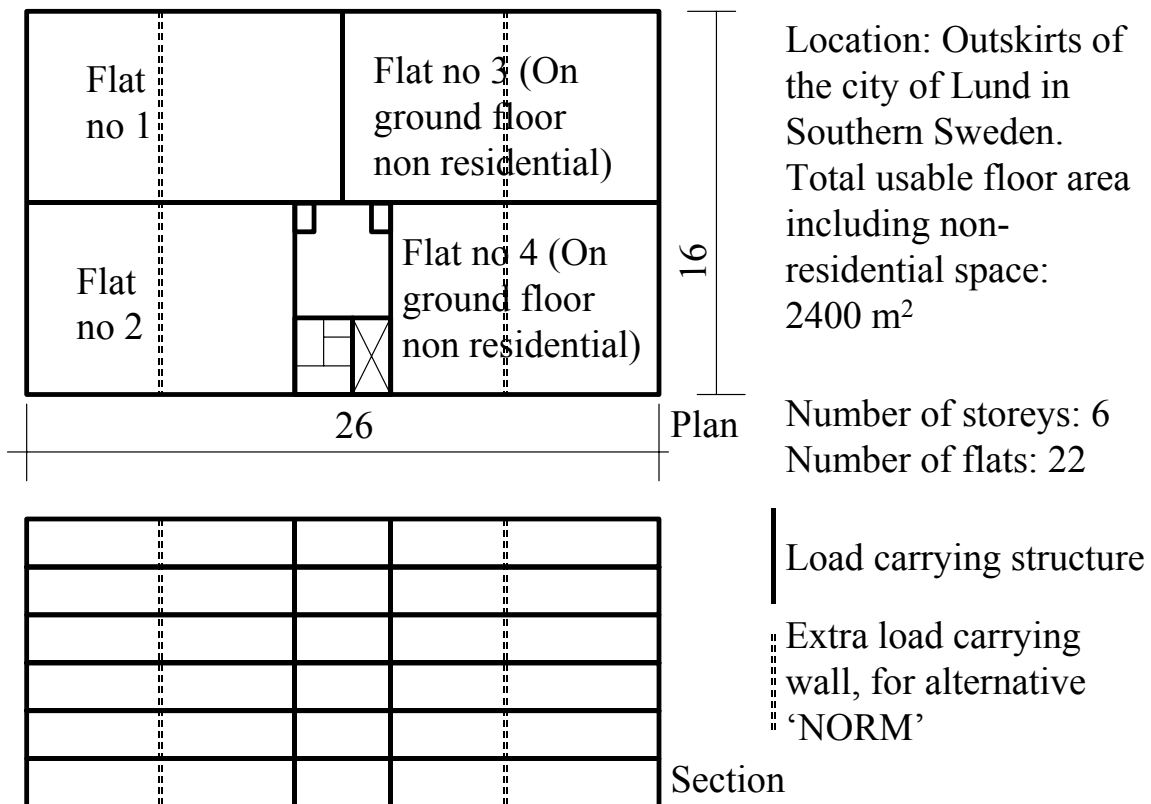 Flat
no 1
Flat no 3 (On
ground floor
non residential)
Flat
no 2
Flat no 4 (On
ground floor
non residential)
16
26
Plan
Section
Location: Outskirts of
the city of Lund in
Southern Sweden.
Total usable floor area
including non-
residential space:
2400 m²
Number of storeys: 6
Number of flats: 22
Load carrying structure
Extra load carrying
wall, for alternative
‘NORM’